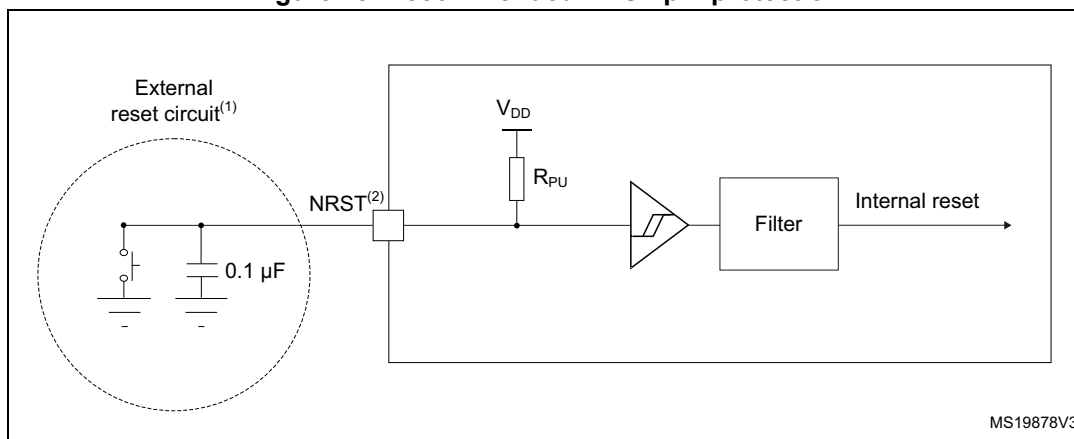 External
reset circuit(1)
VDD
RPU
NRST(2)
0.1 µF
Filter
Internal reset
MS19878V3